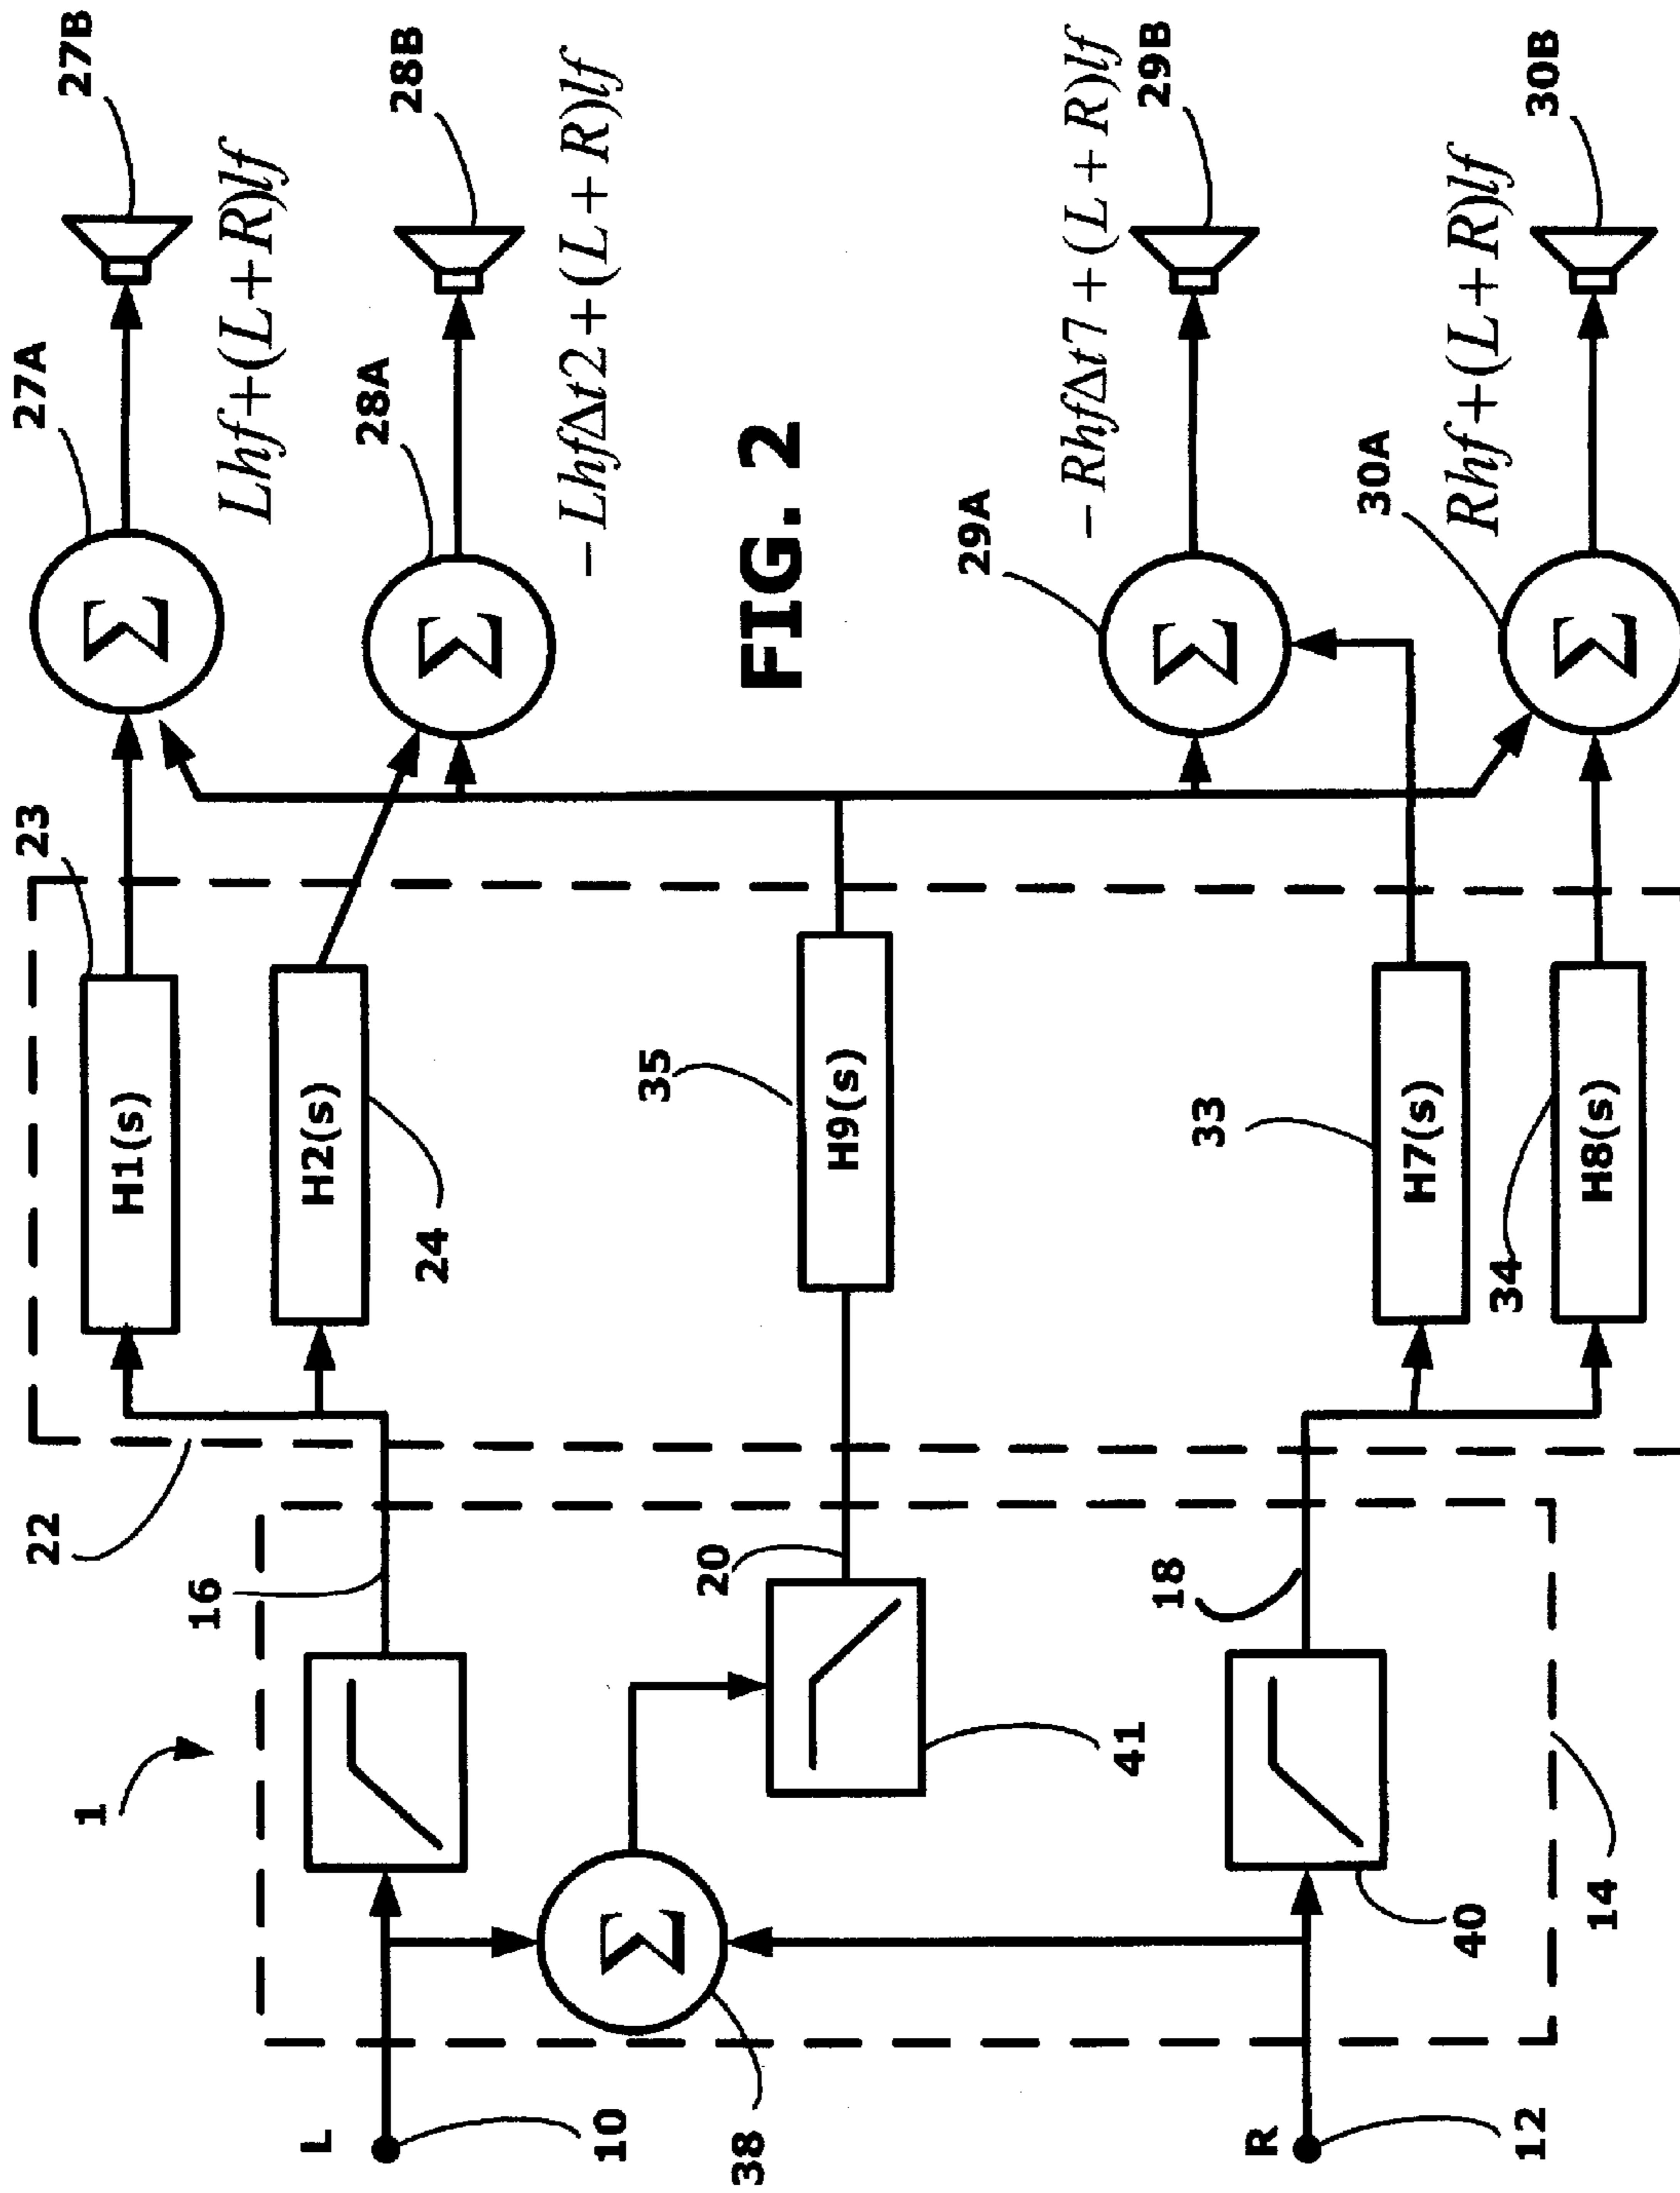 27A
27B
Lhf+(L+R)lf
23
H1(s)
22
16
1
L
10
28A
28B
−LhfΔt2+(L+R)lf
H2(s)
24
38
FIG. 2
35
H9(s)
20
41
29A
29B
−RhfΔt7+(L+R)lf
33
H7(s)
18
R
12
30A
30B
Rhf+(L+R)lf
34
H8(s)
40
14
Σ
Σ
Σ
Σ
Σ